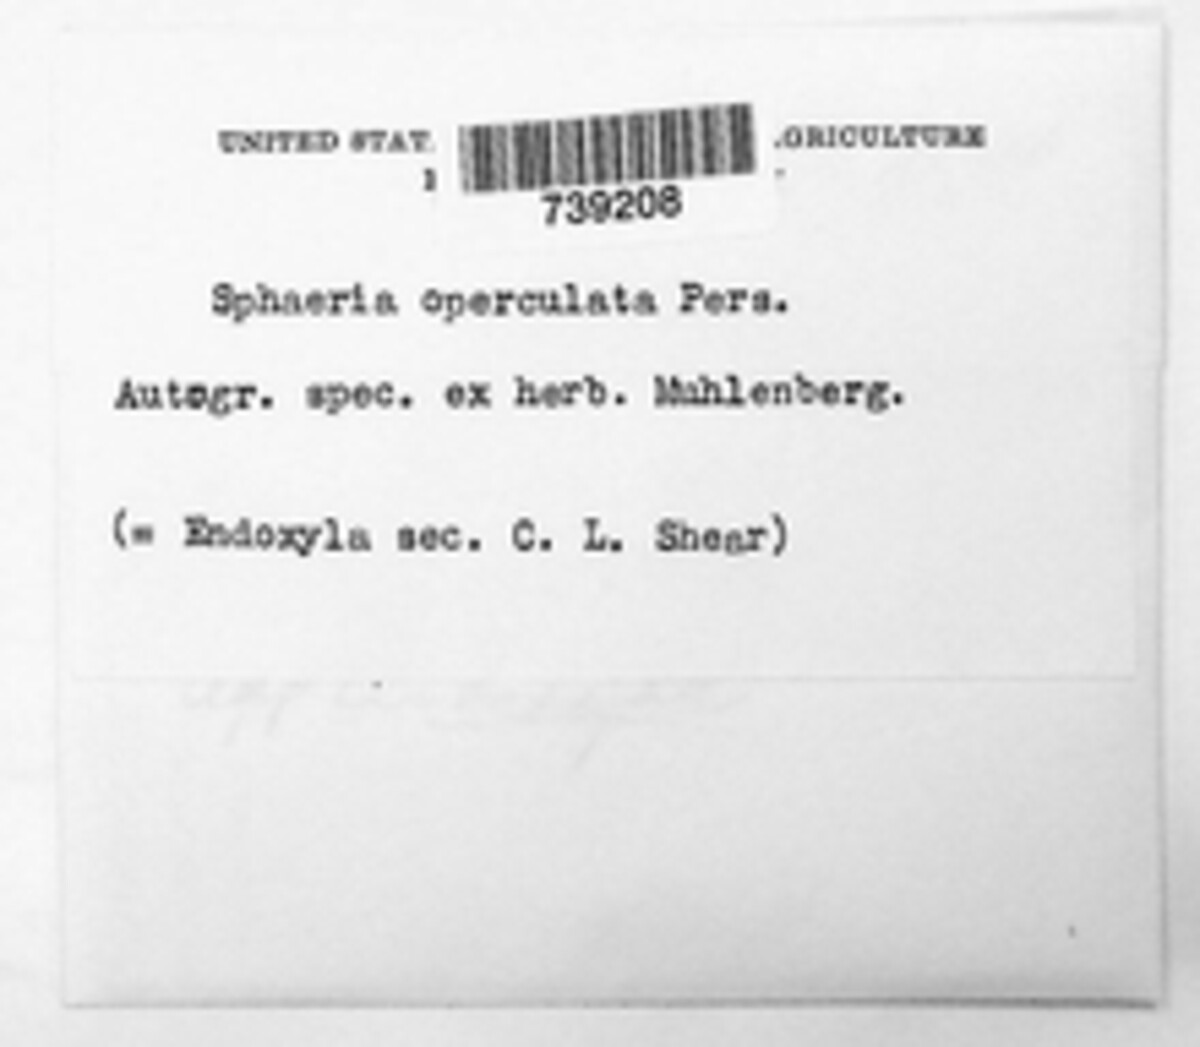 UNITED STAT GRICULTURE
739208
Sphaeria operculata Pers.
Autogr. spec. ex herb. Muhlenberg.
(= Endoxyla sec. C. L. Shear)